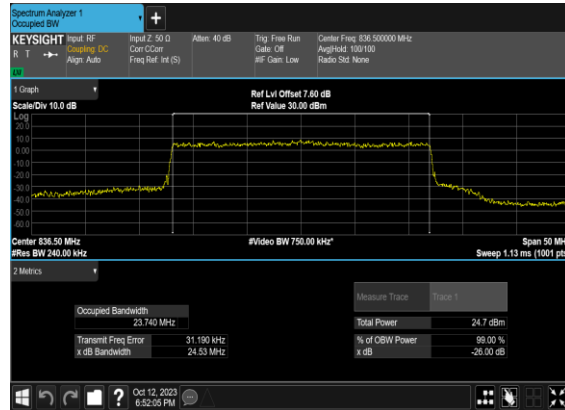 Spectrum Analyzer 1
Occupied BW
+
KEYSIGHT
R T
LW
Input: RF
Coupling: DC
Align: Auto
Input Z: 50 Ω
Corr CCorr
Freq Ref: Int (S)
Atten: 40 dB
Trig: Free Run
Gate: Off
#IF Gain: Low
Center Freq: 836.500000 MHz
Avg|Hold: 100/100
Radio Std: None
1 Graph
Scale/Div 10.0 dB
Ref Lvl Offset 7.60 dB
Ref Value 30.00 dBm
Log
20.0
10.0
0.00
-10.0
-20.0
-30.0
-40.0
-50.0
-60.0
Center 836.50 MHz
#Res BW 240.00 kHz
#Video BW 750.00 kHz*
Span 50 MH
Sweep 1.13 ms (1001 pts
2 Metrics
Measure Trace Trace 1
Occupied Bandwidth
23.740 MHz
Total Power 24.7 dBm
Transmit Freq Error 31.190 kHz
% of OBW Power 99.00 %
x dB Bandwidth 24.53 MHz
x dB -26.00 dB
?
Oct 12, 2023
6:52:05 PM